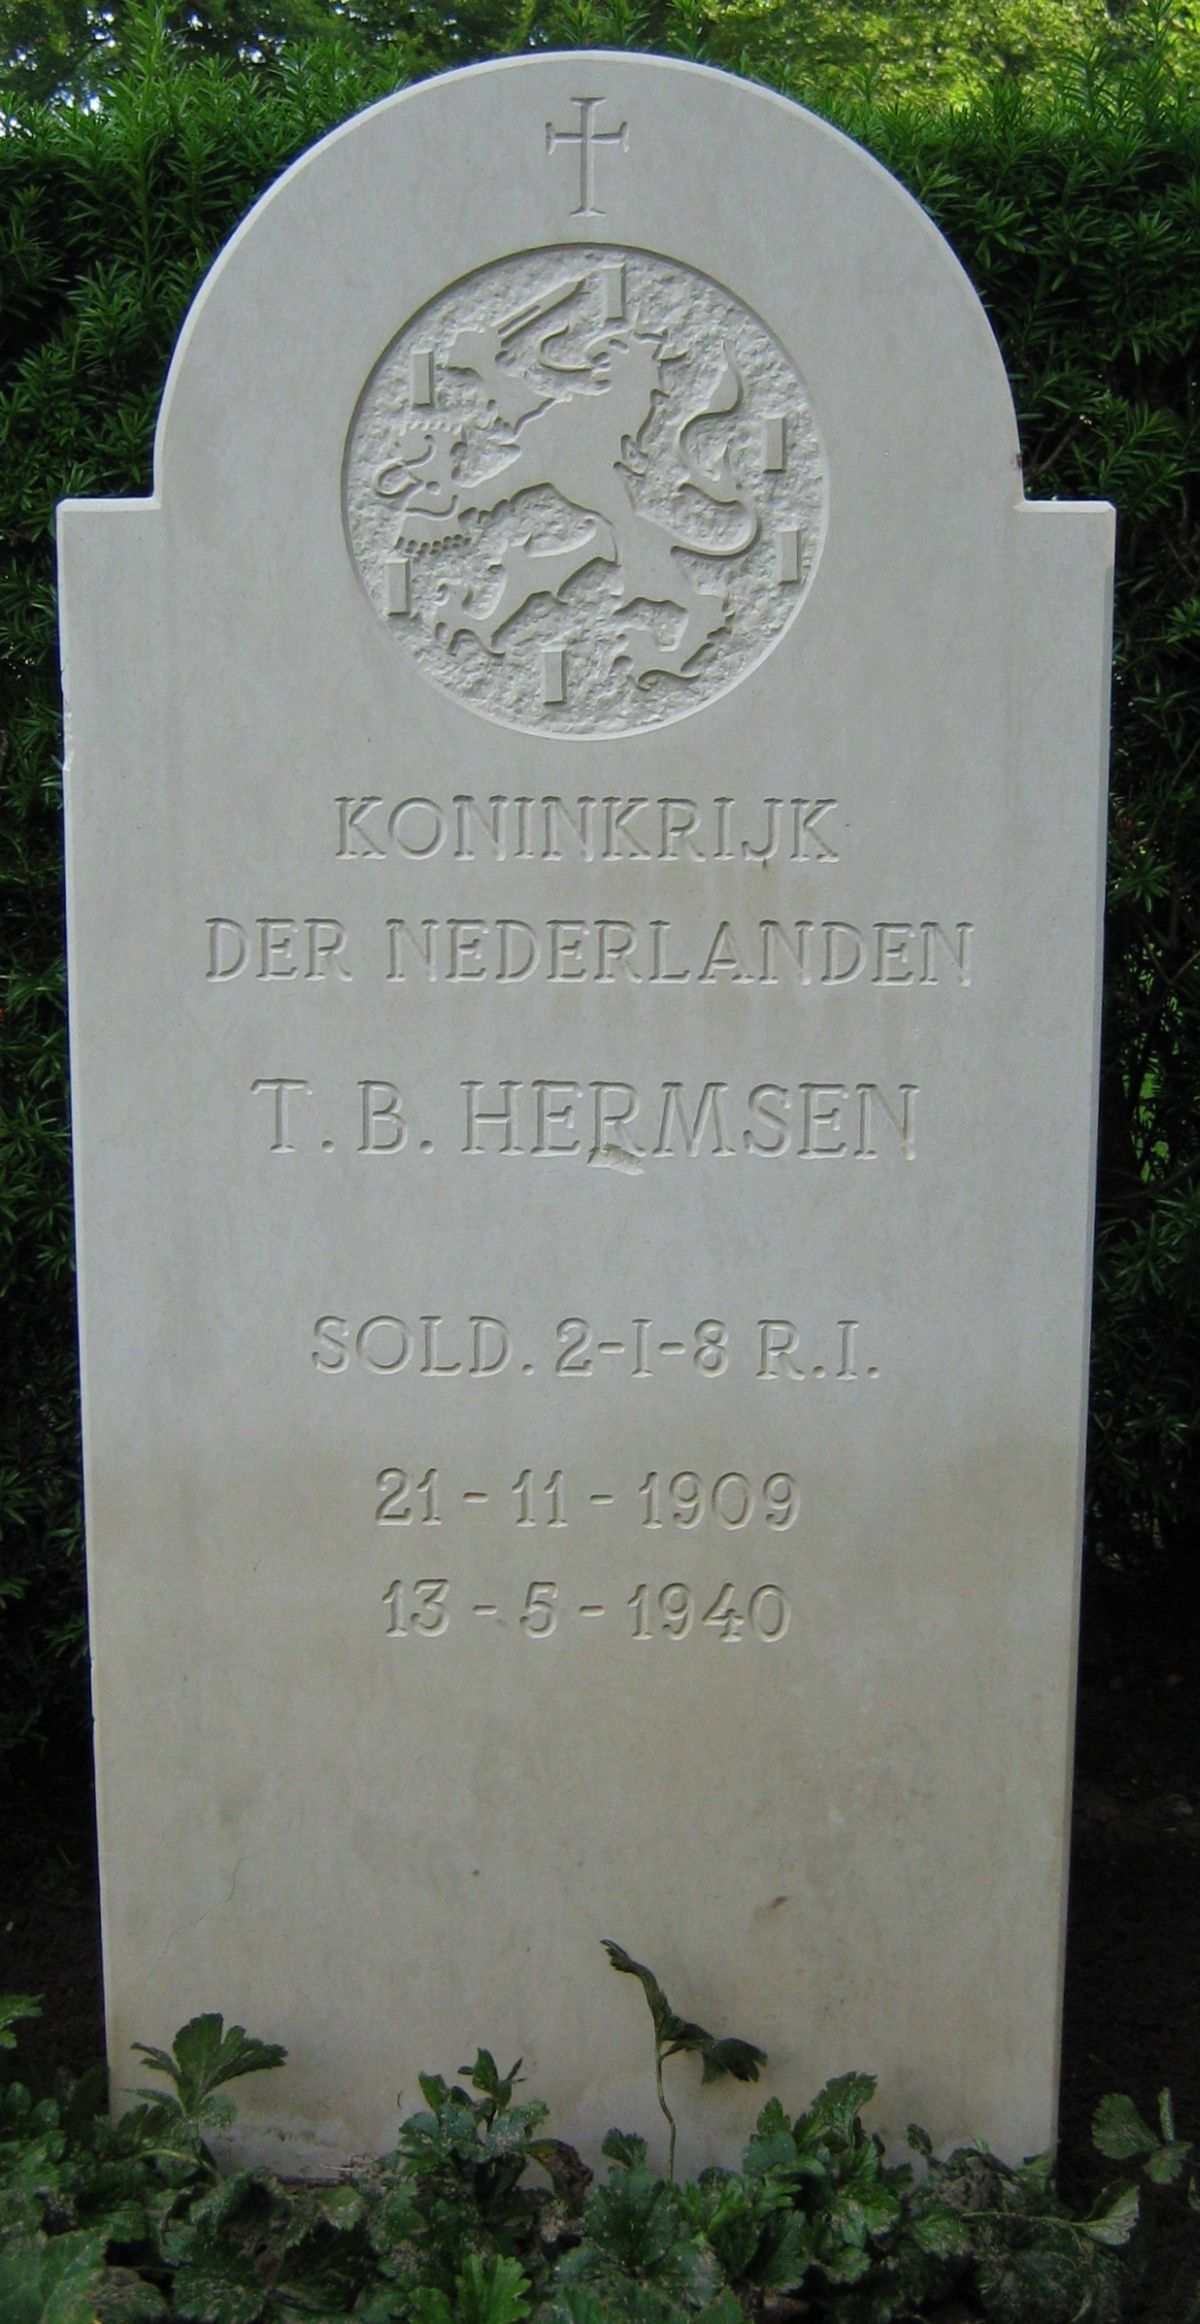 KONINKRIJK
DER NEDERLANDEN
T.B. HERMSEN
SOLD. 2-I-8 R.I.
21-11-1909
13-5-1940